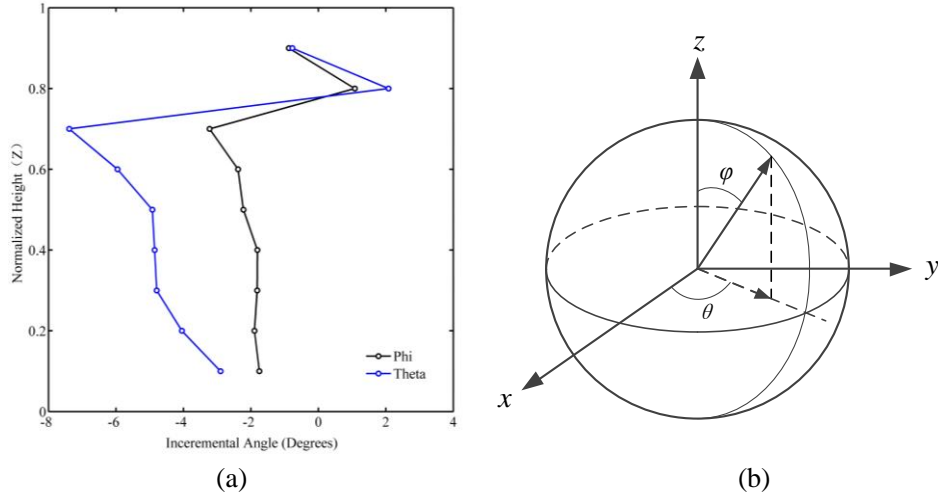 1
0.8
0.6
0.4
0.2
0
Normalized Height (Z)
Phi
Theta
-8 -6 -4 -2 0 2 4
Inceremental Angle (Degrees)
(a)
z
φ
y
θ
x
(b)